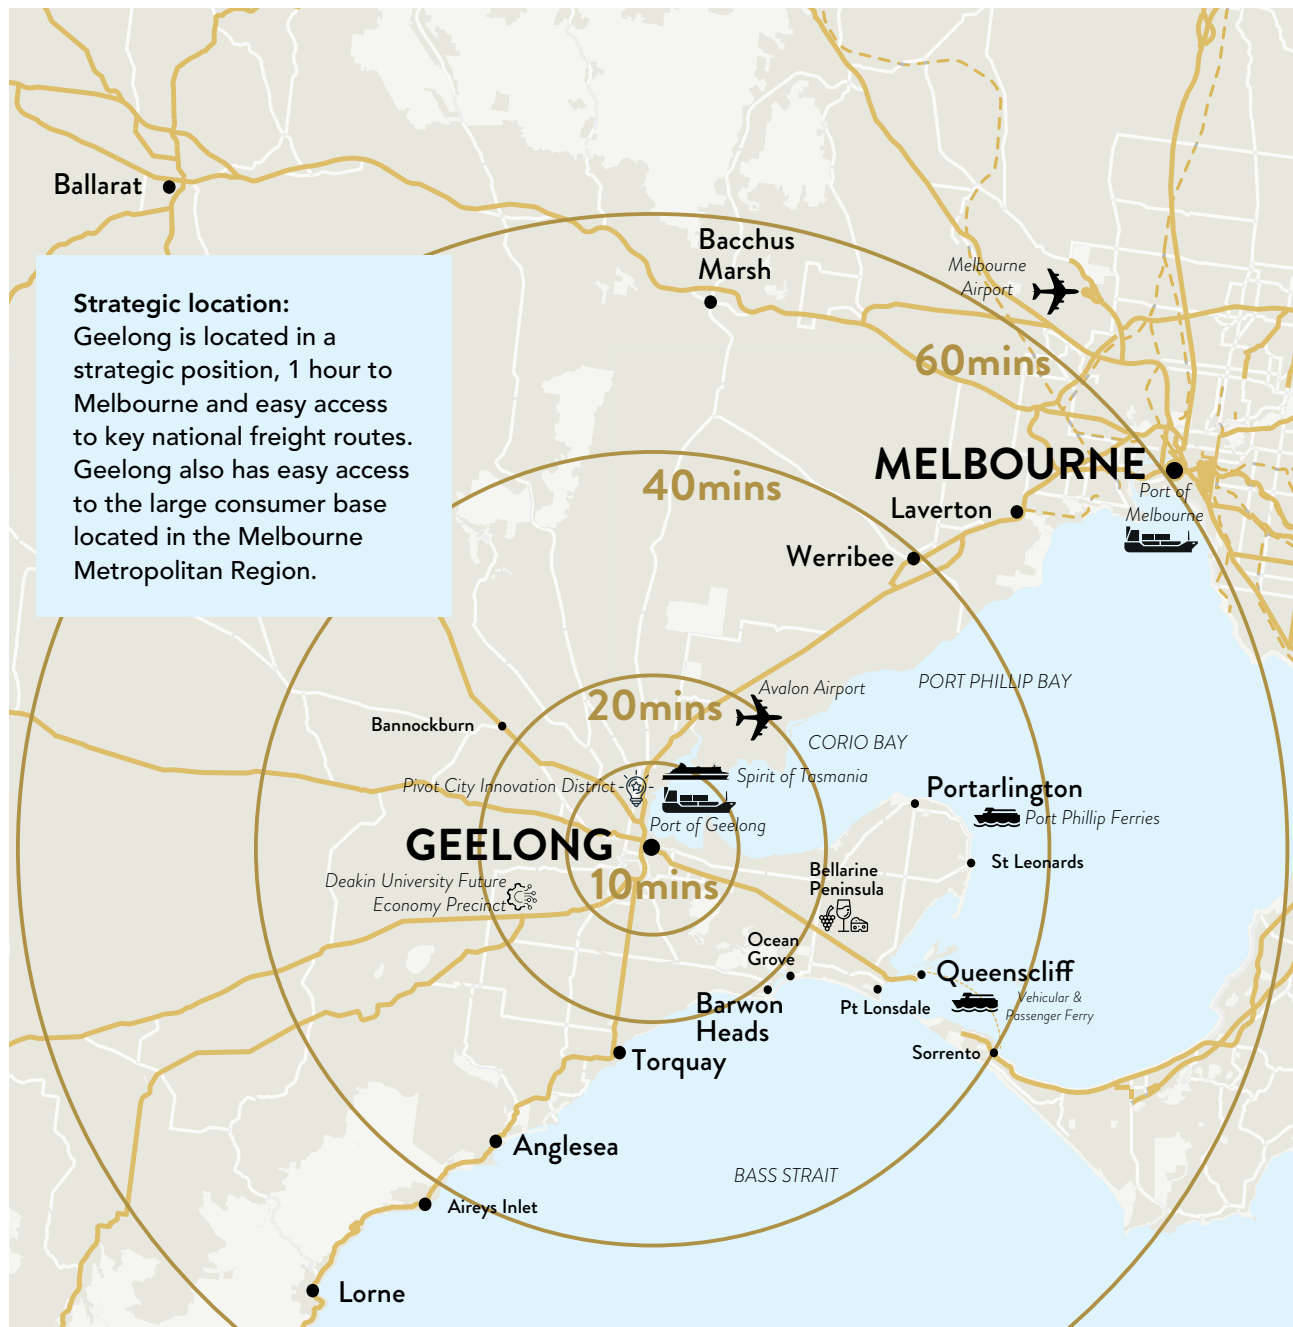 Ballarat
Bacchus
Marsh
Melbourne
Airport
Strategic location:
Geelong is located in a
strategic position, 1 hour to
Melbourne and easy access
to key national freight routes.
Geelong also has easy access
to the large consumer base
located in the Melbourne
Metropolitan Region.
60mins
MELBOURNE
40mins
Port of
Melbourne
Laverton
Werribee
PORT PHILLIP BAY
Avalon Airport
20mins
Bannockburn
CORIO BAY
Spirit of Tasmania
Pivot City Innovation District
Portarlington
Port Phillip Ferries
Port of Geelong
GEELONG
St Leonards
Bellarine
Peninsula
10mins
Deakin University Future
Economy Precinct
Ocean
Grove
Queenscliff
Vehicular &
Passenger Ferry
Barwon
Heads
Pt Lonsdale
Sorrento
Torquay
Anglesea
BASS STRAIT
Aireys Inlet
Lorne